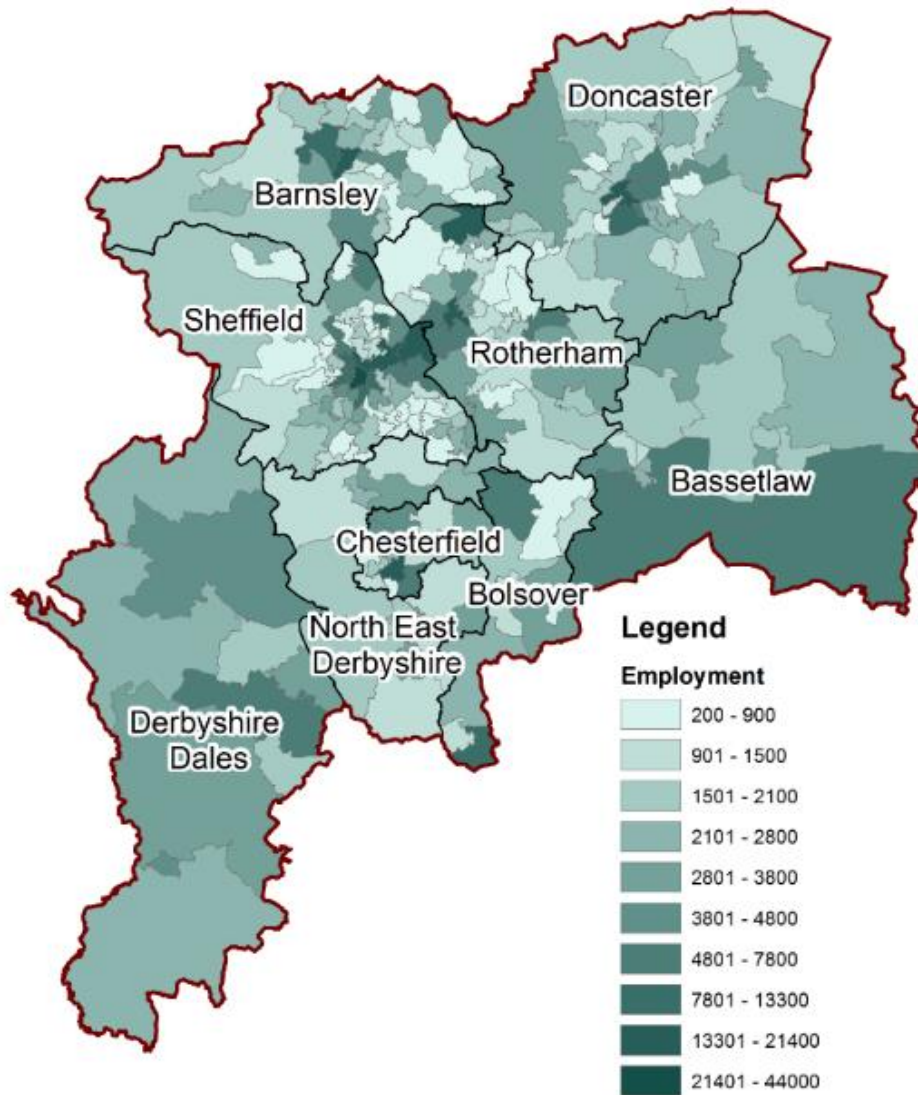 Doncaster
Barnsley
Sheffield
Rotherham
Bassetlaw
Chesterfield
Bolsover
North East
Derbyshire
Derbyshire
Dales
Legend
Employment
200 - 900
901 - 1500
1501 - 2100
2101 - 2800
2801 - 3800
3801 - 4800
4801 - 7800
7801 - 13300
13301 - 21400
21401 - 44000